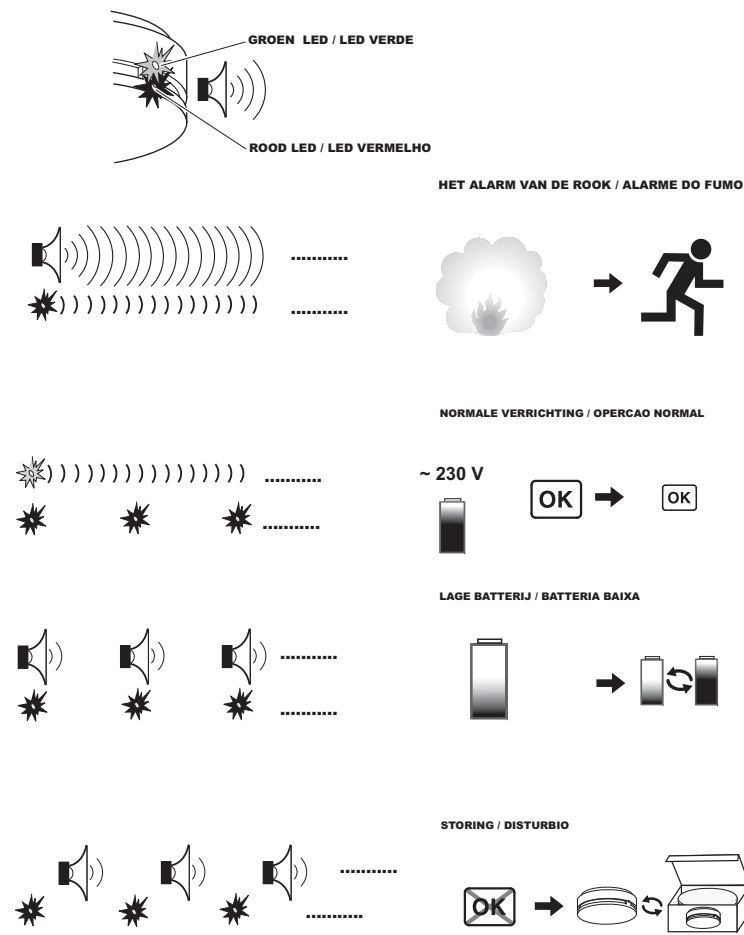 GROEN LED / LED VERDE
ROOD LED / LED VERMELHO
HET ALARM VAN DE ROOK / ALARME DO FUMO
NORMALE VERRICHTING / OPERCAO NORMAL
~ 230 V
OK
OK
LAGE BATTERIJ / BATTERIA BAIXA
STORING / DISTURBIO
OK